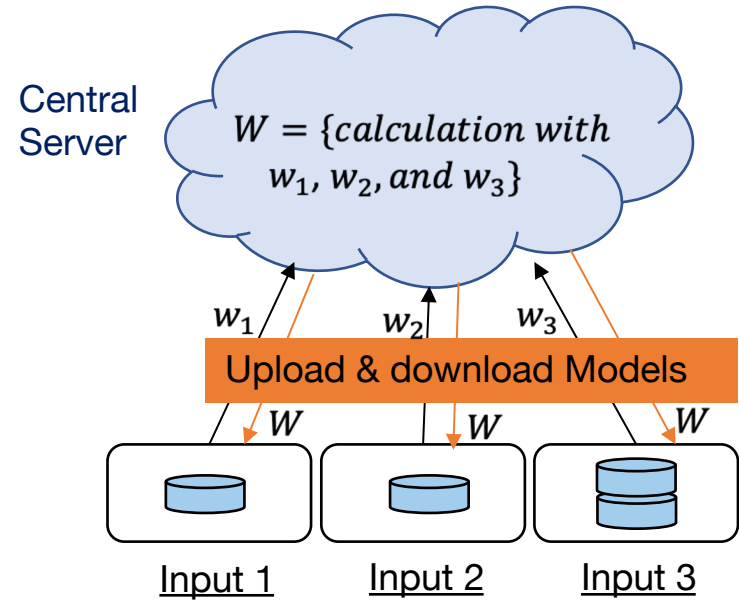 Central
Server
W = {calculation with
w₁, w₂, and w₃}
w₁
w₂
w₃
Upload & download Models
W
W
W
Input 1
Input 2
Input 3